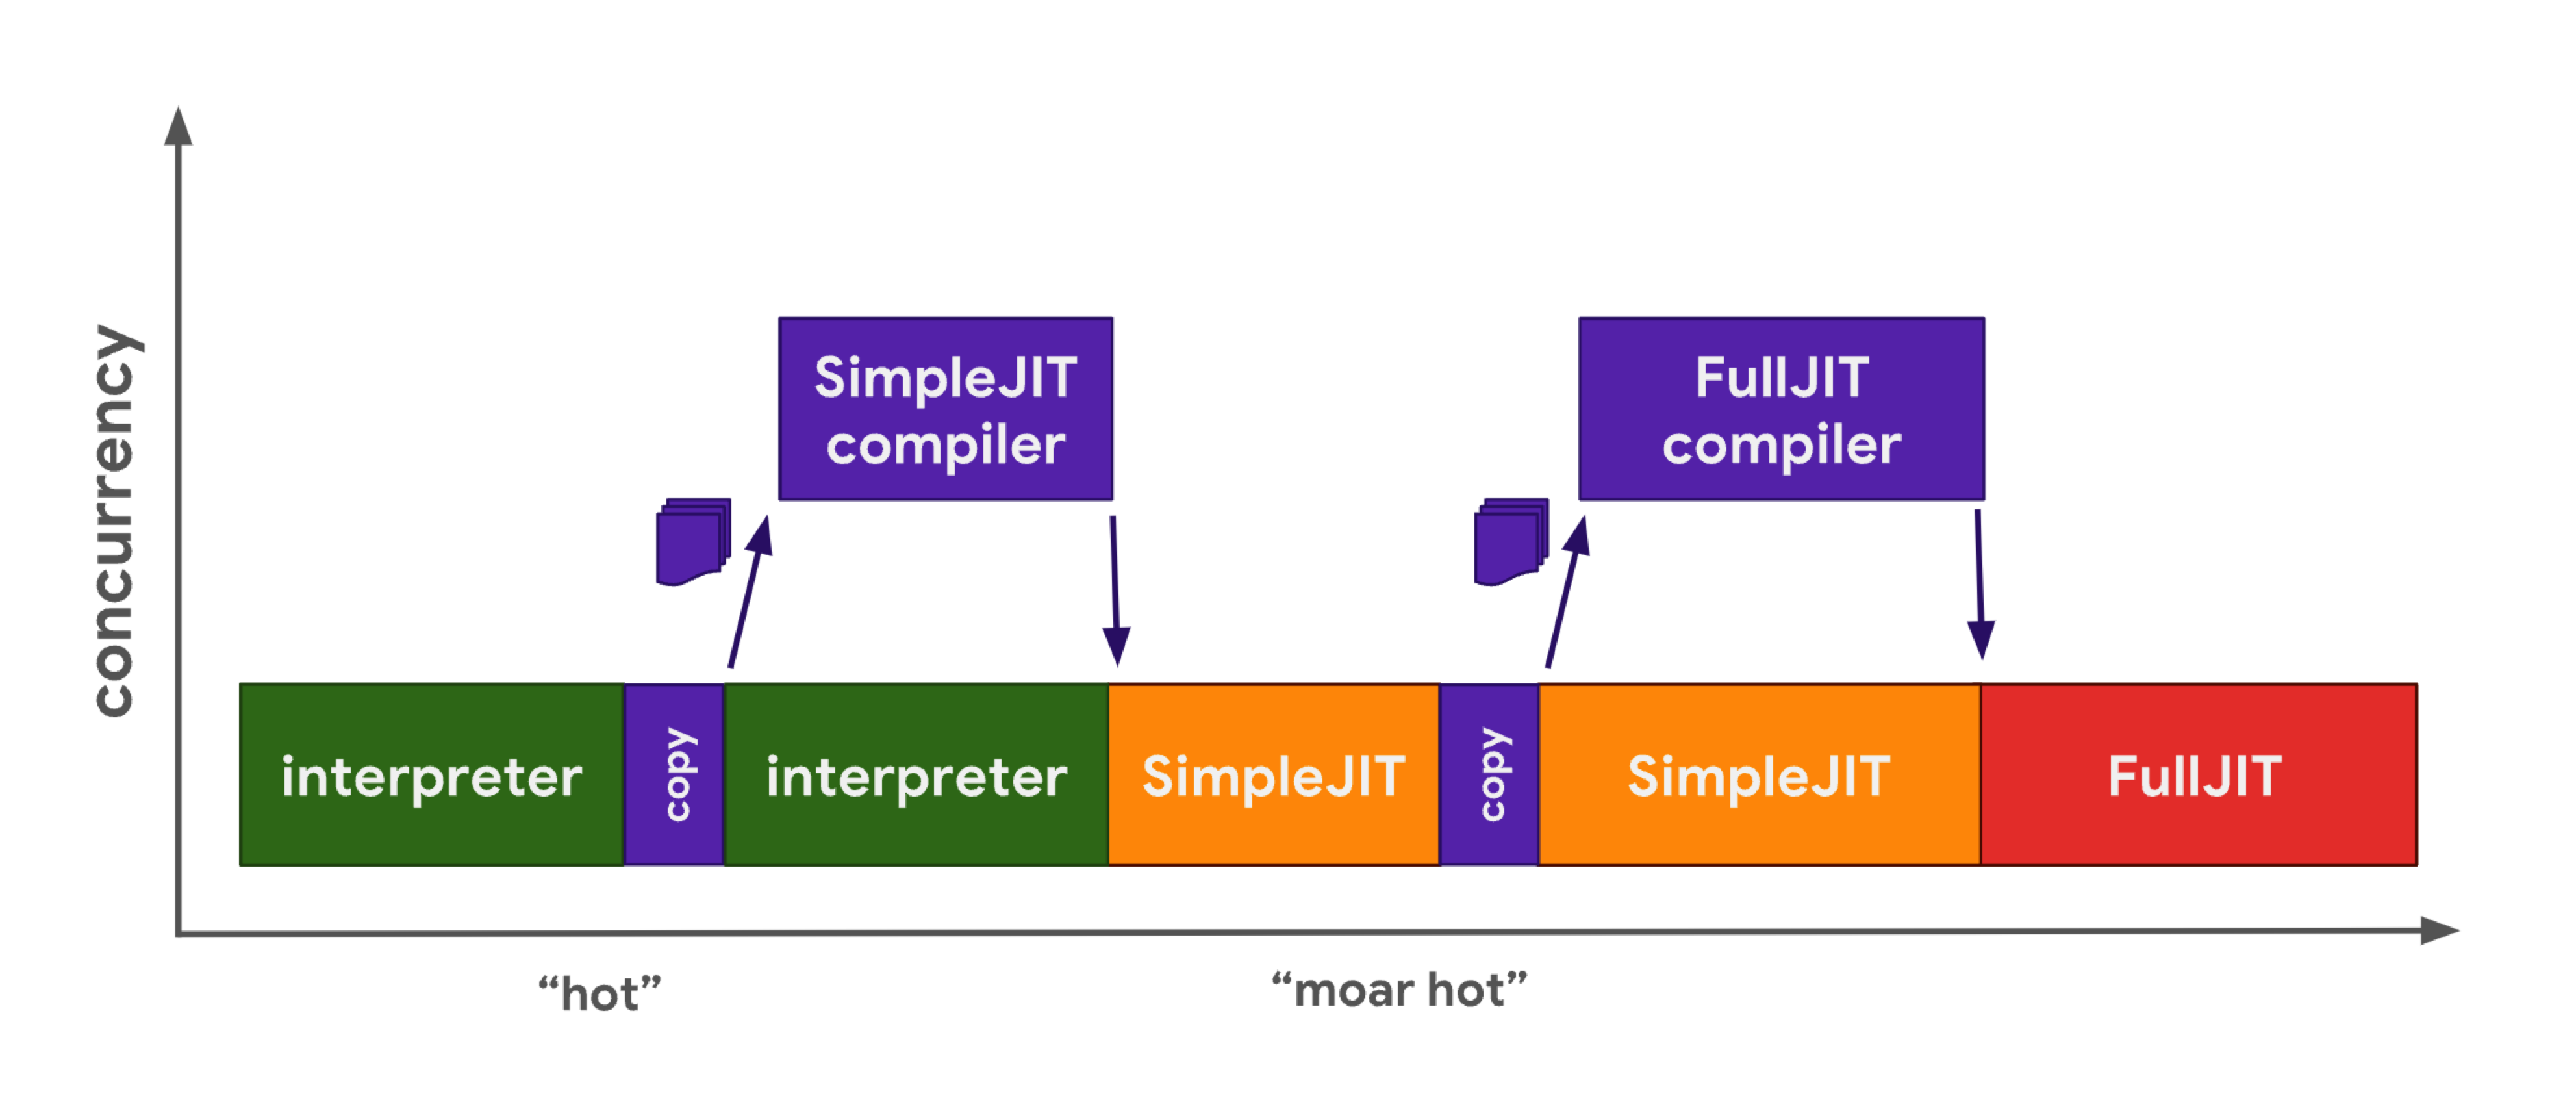 concurrency
SimpleJIT
compiler
FullJIT
compiler
interpreter
copy
interpreter
SimpleJIT
copy
SimpleJIT
FullJIT
“hot”
“moar hot”